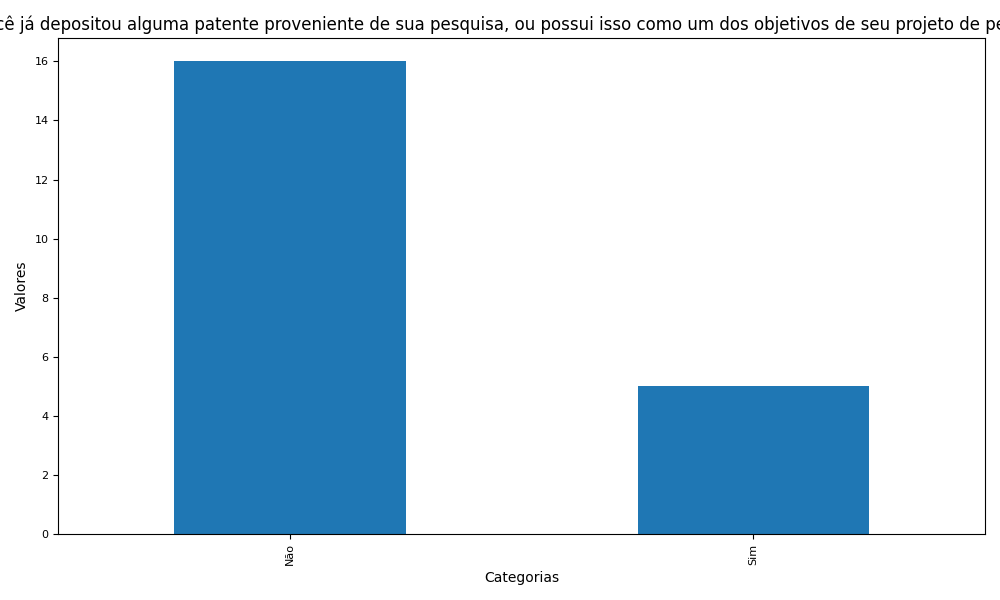 cê já depositou alguma patente proveniente de sua pesquisa, ou possui isso como um dos objetivos de seu projeto de pe
16
14
12
10
8
6
4
2
0
Valores
Não
Sim
Categorias